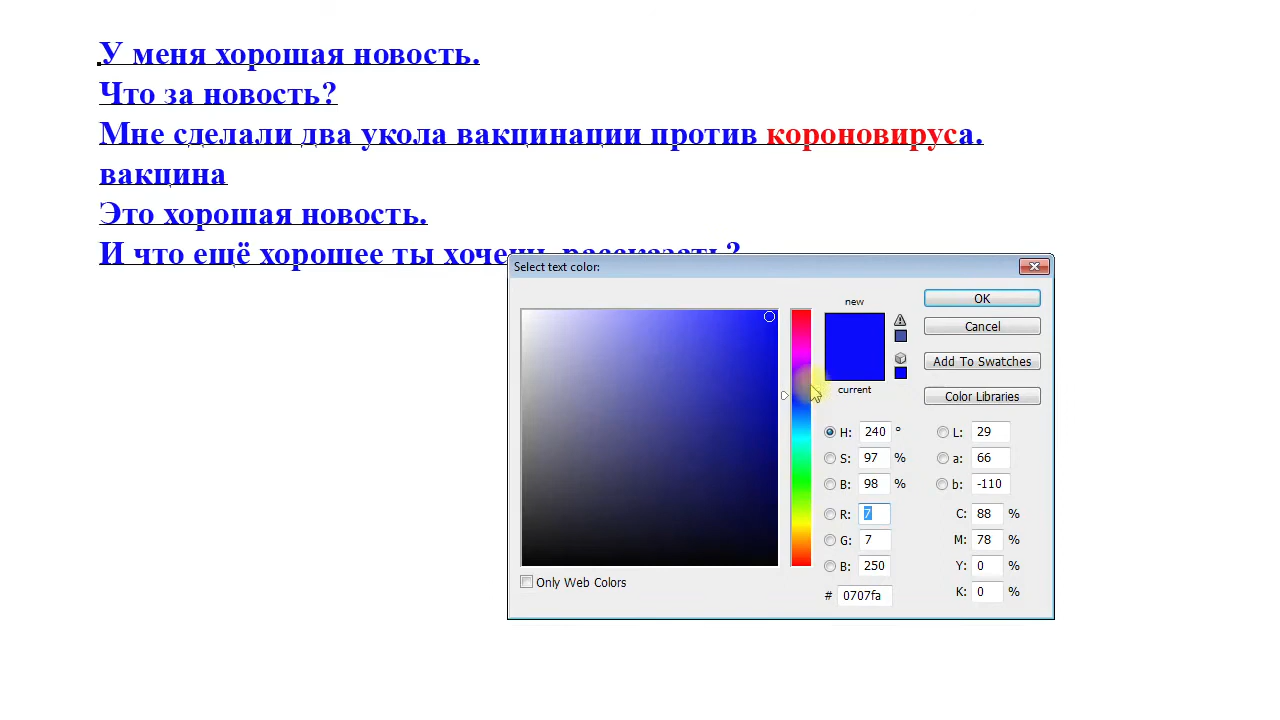 У меня хорошая новость.
Что за новость?
Мне сделали два укола вакцинации против короновируса.
вакцина
Это хорошая новость.
И что ещё хорошее ты хочешь рассказать?
Select text color:
new
current
OK
Cancel
Add To Swatches
Color Libraries
H: 240 °
S: 97 %
B: 98 %
R: 7
G: 7
B: 250
# 0707fa
L: 29
a: 66
b: -110
C: 88 %
M: 78 %
Y: 0 %
K: 0 %
Only Web Colors